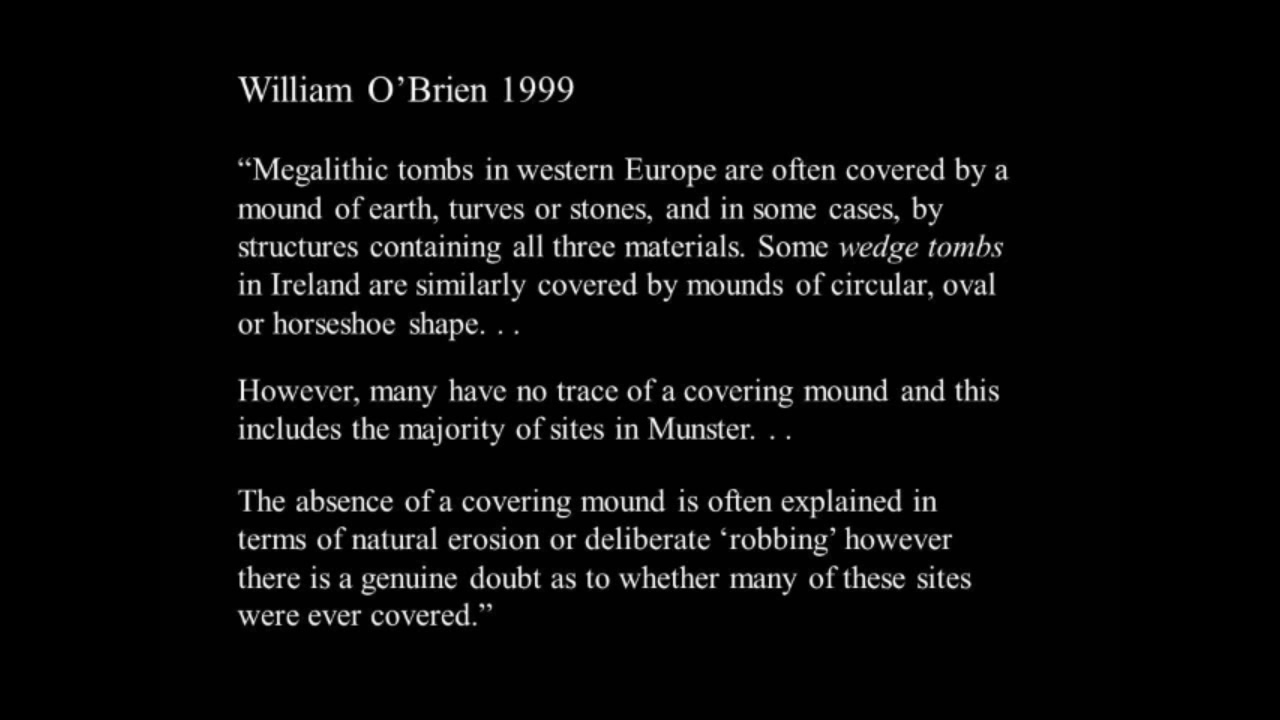 William O’Brien 1999
“Megalithic tombs in western Europe are often covered by a
mound of earth, turves or stones, and in some cases, by
structures containing all three materials. Some wedge tombs
in Ireland are similarly covered by mounds of circular, oval
or horseshoe shape. . .
However, many have no trace of a covering mound and this
includes the majority of sites in Munster. . .
The absence of a covering mound is often explained in
terms of natural erosion or deliberate ‘robbing’ however
there is a genuine doubt as to whether many of these sites
were ever covered.”